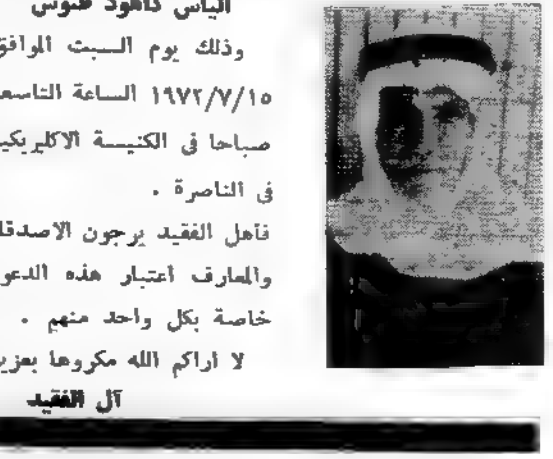 الياس داهود
وذلك يوم السبت الموافق
١٩٧٢/٧/١٥ الساعة التاسعة
صباحا في الكنيسة الاكليريكية
في الناصرة .
فأهل الفقيد يرجون الاصدقاء
والمعارف اعتبار هذه الدعوة
خاصة بكل واحد منهم .
لا اراكم الله مكروها بعزيز
آل الفقيد